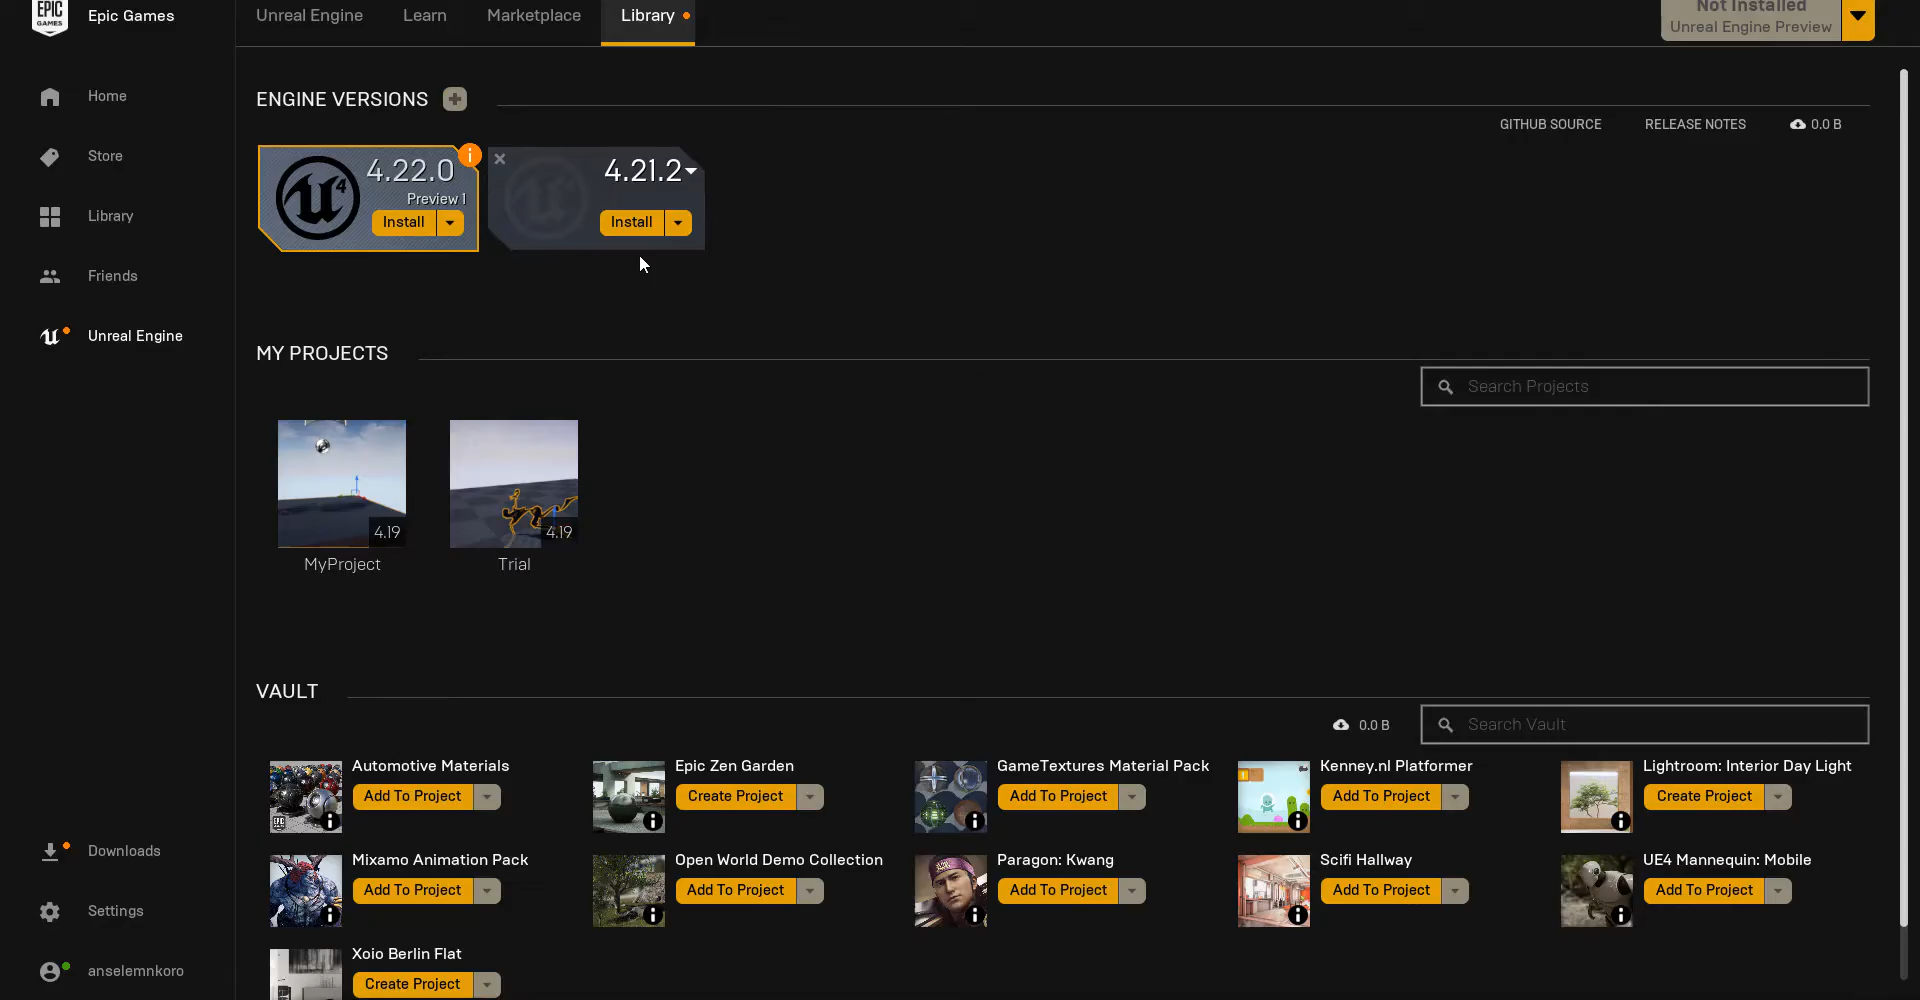 EPIC
GAMES
Epic Games
Unreal Engine
Learn
Marketplace
Library
Not Installed
Unreal Engine Preview
Home
Store
Library
Friends
Unreal Engine
Downloads
Settings
anselemnkoro
ENGINE VERSIONS
GITHUB SOURCE
RELEASE NOTES
0.0 B
4.22.0
Preview 1
Install
4.21.2
Install
MY PROJECTS
Search Projects
4.19
MyProject
4.19
Trial
VAULT
0.0 B
Search Vault
Automotive Materials
Add To Project
Epic Zen Garden
Create Project
GameTextures Material Pack
Add To Project
Kenney.nl Platformer
Add To Project
Lightroom: Interior Day Light
Create Project
Mixamo Animation Pack
Add To Project
Open World Demo Collection
Add To Project
Paragon: Kwang
Add To Project
Scifi Hallway
Add To Project
UE4 Mannequin: Mobile
Add To Project
Xoio Berlin Flat
Create Project